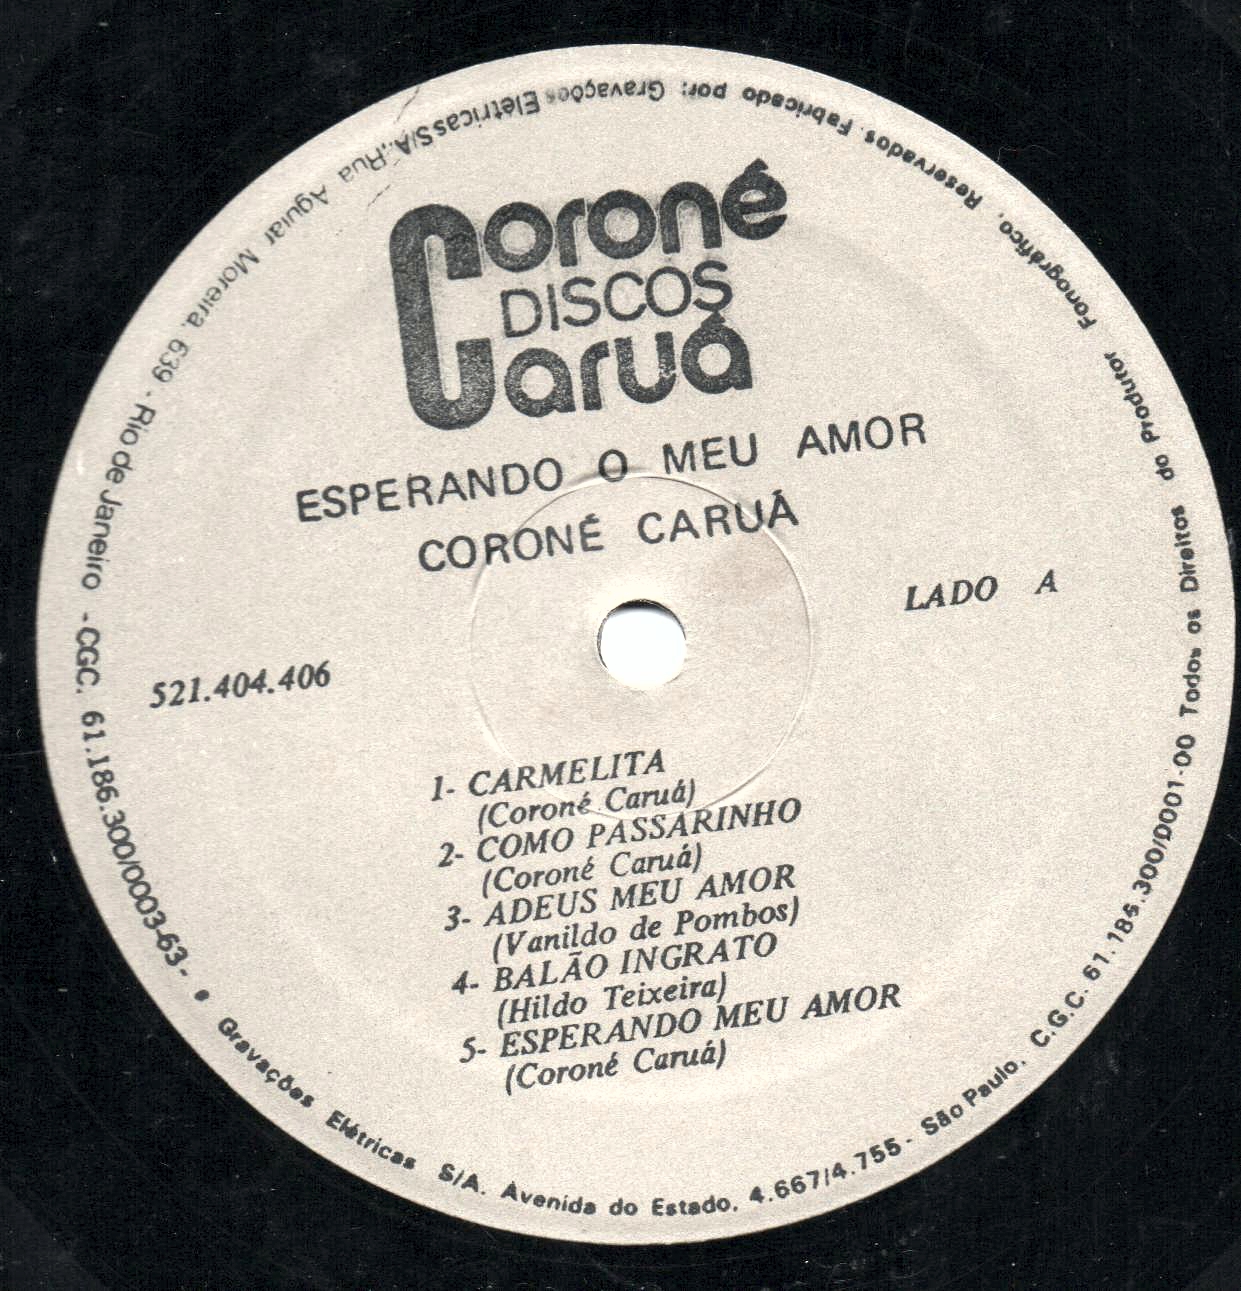 Coroné
DISCOS
Caruá
ESPERANDO O MEU AMOR
CORONÉ CARUÁ
LADO A
521.404.406
1- CARMELITA
(Coroné Caruá)
2- COMO PASSARINHO
(Coroné Caruá)
3- ADEUS MEU AMOR
(Vanildo de Pombos)
4- BALÃO INGRATO
(Hildo Teixeira)
5- ESPERANDO MEU AMOR
(Coroné Caruá)
Gravações Elétricas S/A. Avenida do Estado, 4.667/4.755 - São Paulo. C.G.C. 61.186.300/0001-00 Todos os Direitos do Produtor Fonográfico, Reservados. Fabricado por: Gravações Elétricas S/A., Rua Aguiar Moreira, 639 - Rio de Janeiro - CGC. 61.186.300/0003-63 -